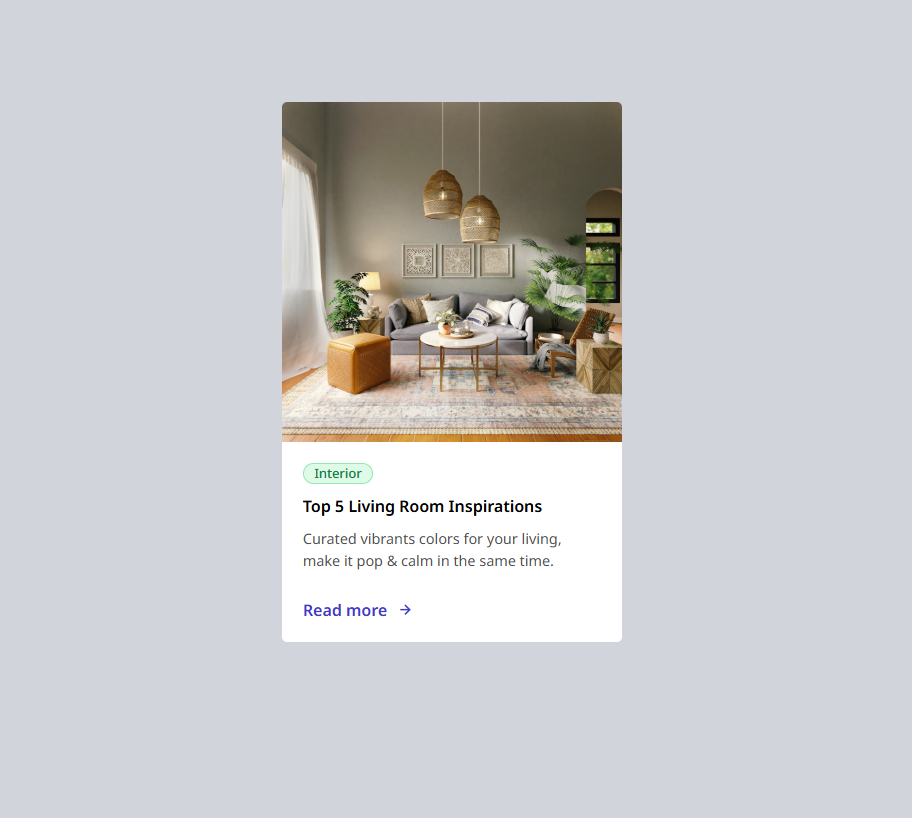 Interior
Top 5 Living Room Inspirations
Curated vibrants colors for your living,
make it pop & calm in the same time.
Read more